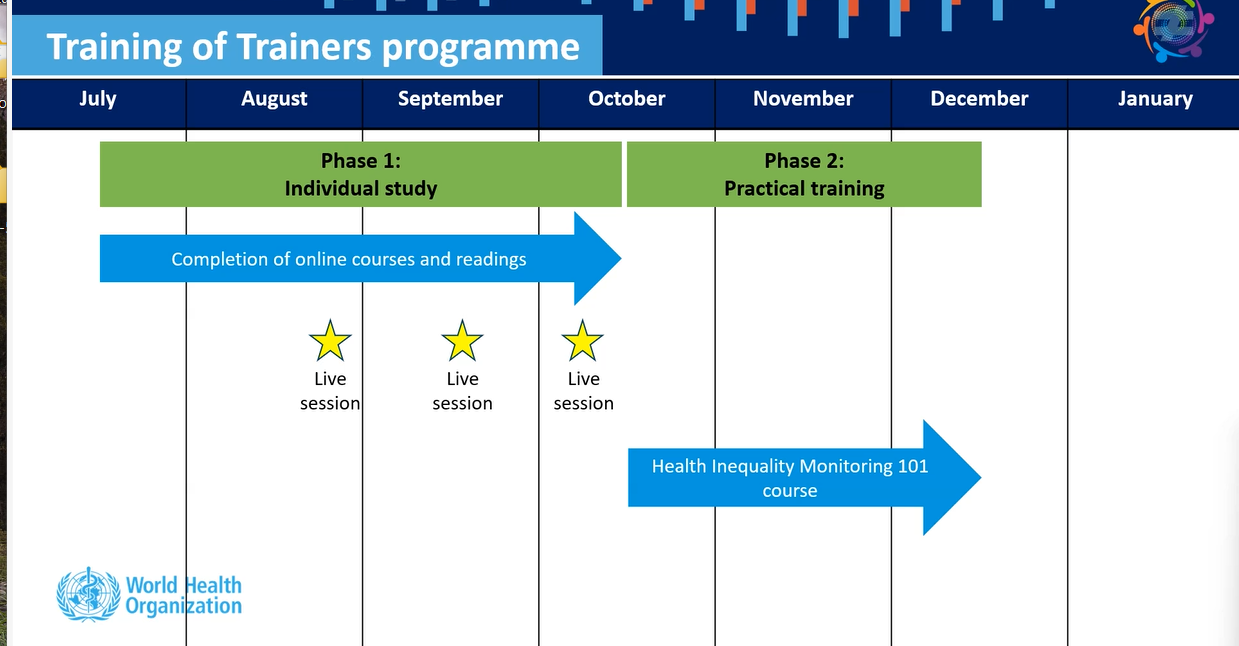 Training of Trainers programme
July August September October November December January
Phase 1:
Individual study
Phase 2:
Practical training
Completion of online courses and readings
Live
session
Live
session
Live
session
Health Inequality Monitoring 101
course
World Health
Organization